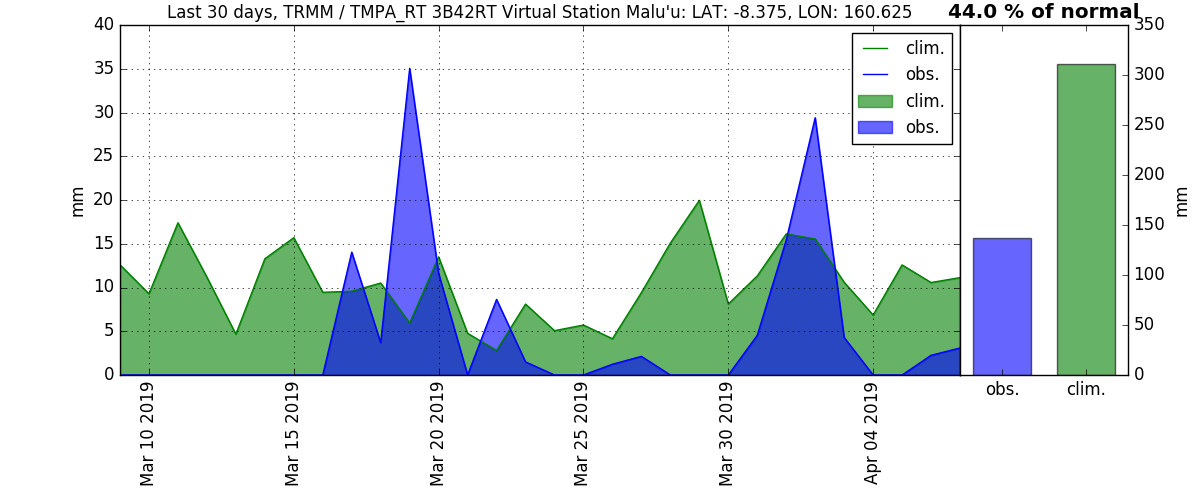 Last 30 days, TRMM / TMPA_RT 3B42RT Virtual Station Malu'u: LAT: -8.375, LON: 160.625
44.0 % of normal
40
35
30
25
20
15
10
5
0
mm
clim.
obs.
clim.
obs.
Mar 10 2019
Mar 15 2019
Mar 20 2019
Mar 25 2019
Mar 30 2019
Apr 04 2019
350
300
250
200
150
100
50
0
mm
obs.
clim.